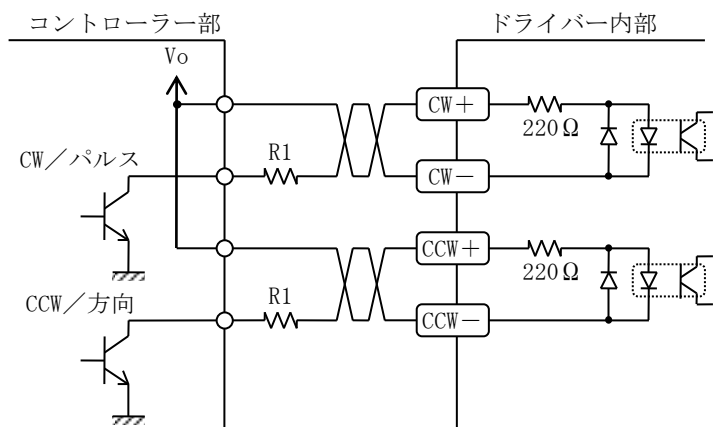 コントローラー部
ドライバー内部
Vo
CW+
220Ω
CW/パルス
R1
CW-
CCW+
220Ω
CCW/方向
R1
CCW-